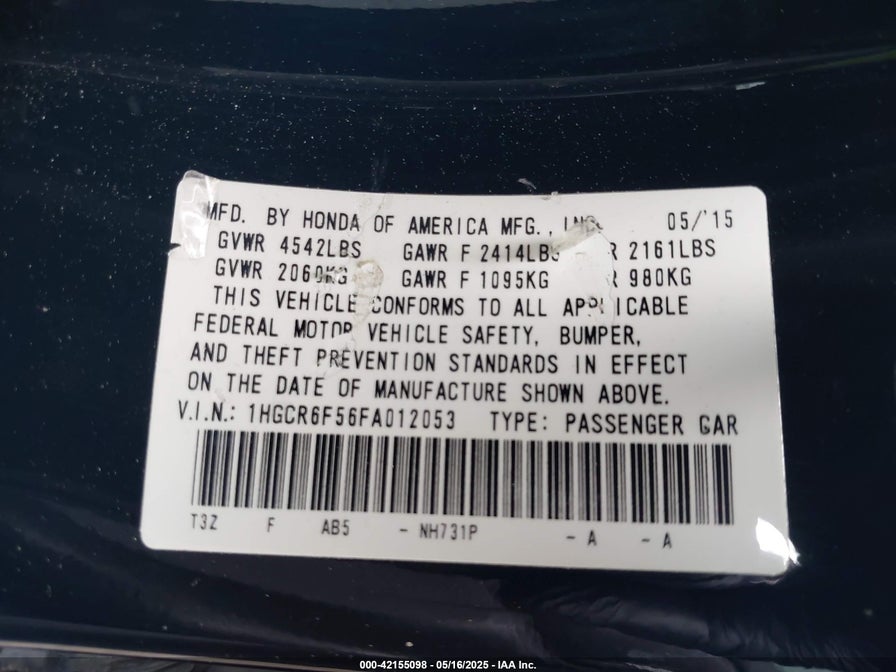 MFD. BY HONDA OF AMERICA MFG., INC. 05/'15
GVWR 4542LBS GAWR F 2414LBS R 2161LBS
GVWR 2060KG GAWR F 1095KG R 980KG
THIS VEHICLE CONFORMS TO ALL APPLICABLE
FEDERAL MOTOR VEHICLE SAFETY, BUMPER,
AND THEFT PREVENTION STANDARDS IN EFFECT
ON THE DATE OF MANUFACTURE SHOWN ABOVE.
V.I.N.: 1HGCR6F56FA012053 TYPE: PASSENGER CAR
T3Z F AB5 - NH731P - A - A
000-42155098 - 05/16/2025 - IAA Inc.